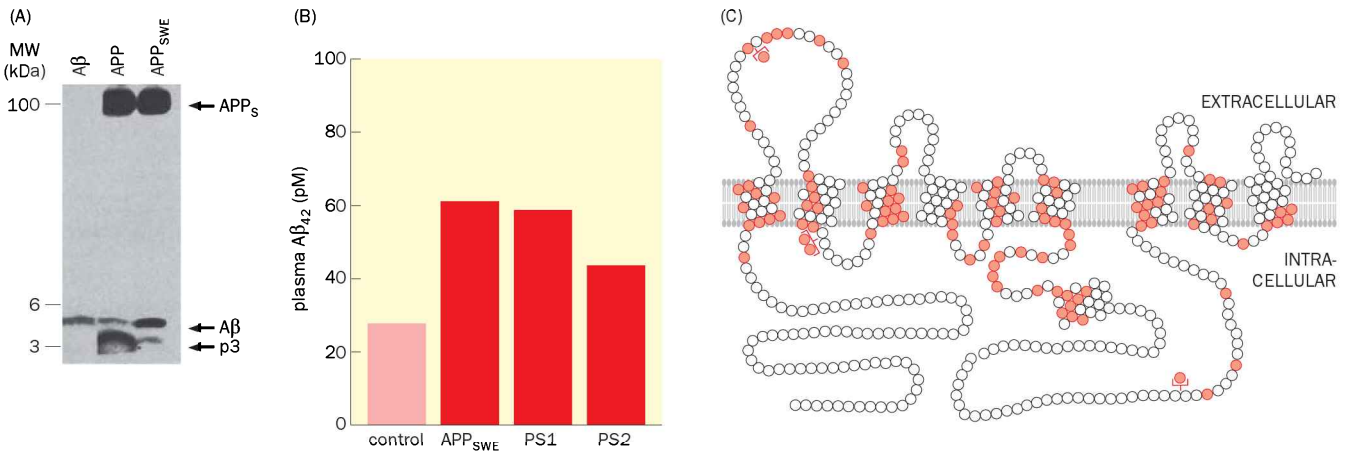 (A)
MW
(kDa)
Aβ
APP
APP_SWE
100
APP_S
6
3
Aβ
p3
(B)
plasma Aβ_42 (pM)
100
80
60
40
20
0
control
APP_SWE
PS1
PS2
(C)
EXTRACELLULAR
INTRA-
CELLULAR